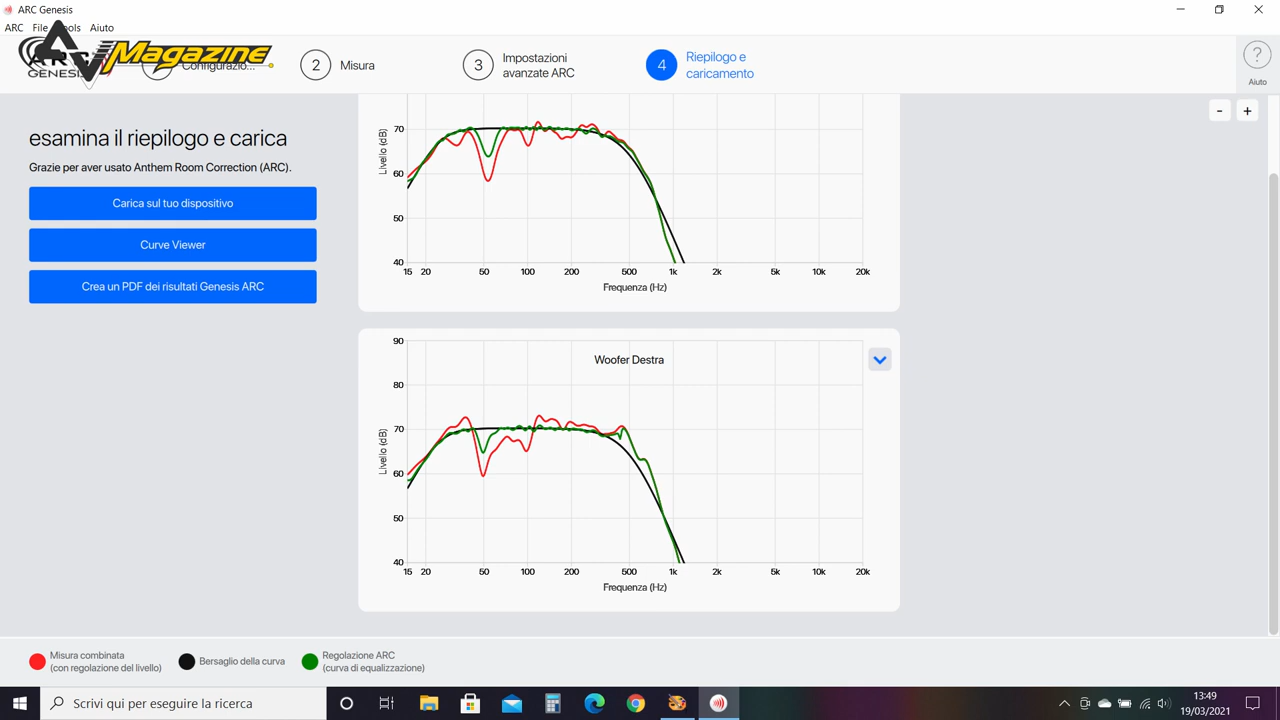 ARC Genesis
ARC File Tools Aiuto
AV Magazine
GENESIS
Configurazio...
2 Misura
3 Impostazioni
avanzate ARC
4 Riepilogo e
caricamento
?
Aiuto
- +
esamina il riepilogo e carica
Grazie per aver usato Anthem Room Correction (ARC).
Carica sul tuo dispositivo
Curve Viewer
Crea un PDF dei risultati Genesis ARC
Livello (dB)
70
60
50
40
15 20 50 100 200 500 1k 2k 5k 10k 20k
Frequenza (Hz)
Woofer Destra
Livello (dB)
90
80
70
60
50
40
15 20 50 100 200 500 1k 2k 5k 10k 20k
Frequenza (Hz)
Misura combinata
(con regolazione del livello)
Bersaglio della curva
Regolazione ARC
(curva di equalizzazione)
Scrivi qui per eseguire la ricerca
13:49
19/03/2021